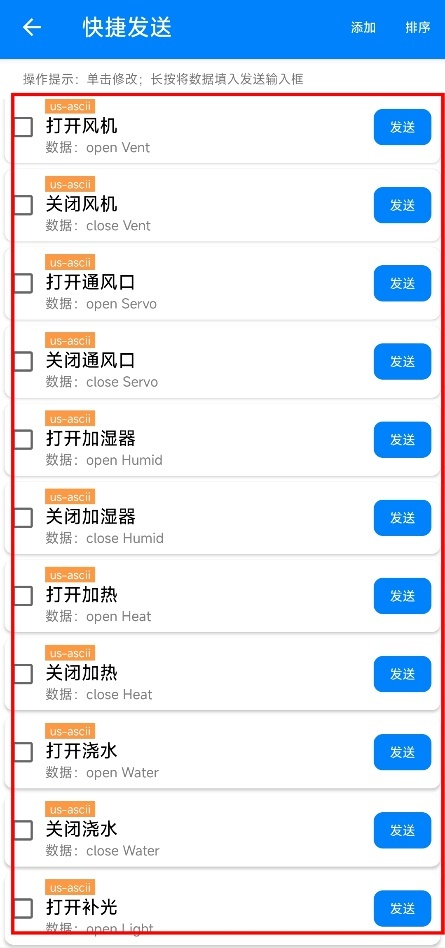 快捷发送
添加
排序
操作提示：单击修改；长按将数据填入发送输入框
us-ascii
打开风机
数据：open Vent
发送
us-ascii
关闭风机
数据：close Vent
发送
us-ascii
打开通风口
数据：open Servo
发送
us-ascii
关闭通风口
数据：close Servo
发送
us-ascii
打开加湿器
数据：open Humid
发送
us-ascii
关闭加湿器
数据：close Humid
发送
us-ascii
打开加热
数据：open Heat
发送
us-ascii
关闭加热
数据：close Heat
发送
us-ascii
打开浇水
数据：open Water
发送
us-ascii
关闭浇水
数据：close Water
发送
us-ascii
打开补光
数据：open Light
发送